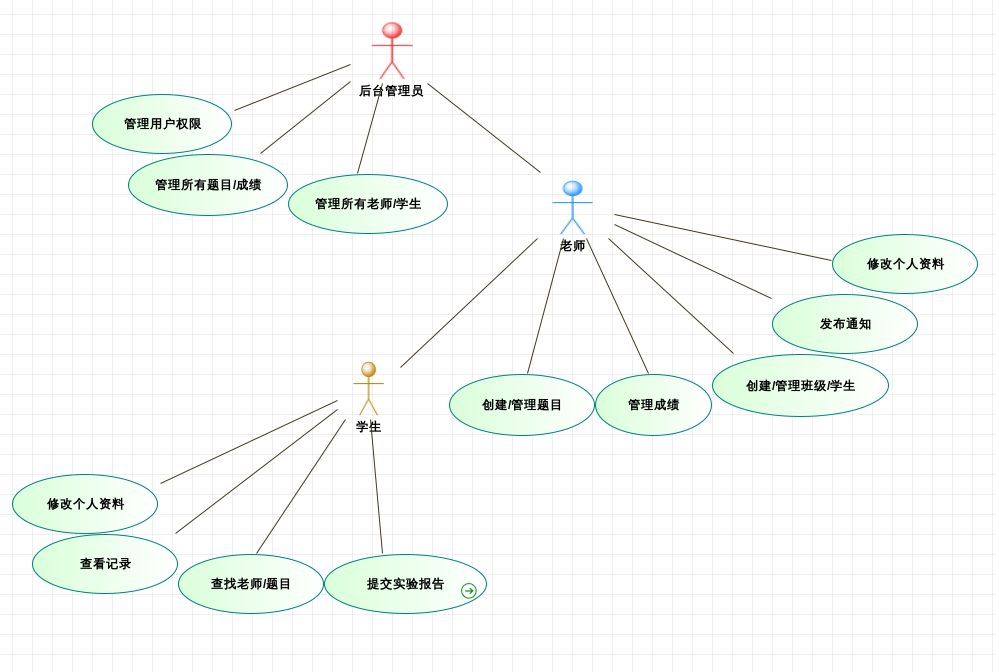 后台管理员
管理用户权限
管理所有题目/成绩
管理所有老师/学生
老师
修改个人资料
发布通知
创建/管理班级/学生
创建/管理题目
管理成绩
学生
修改个人资料
查看记录
查找老师/题目
提交实验报告